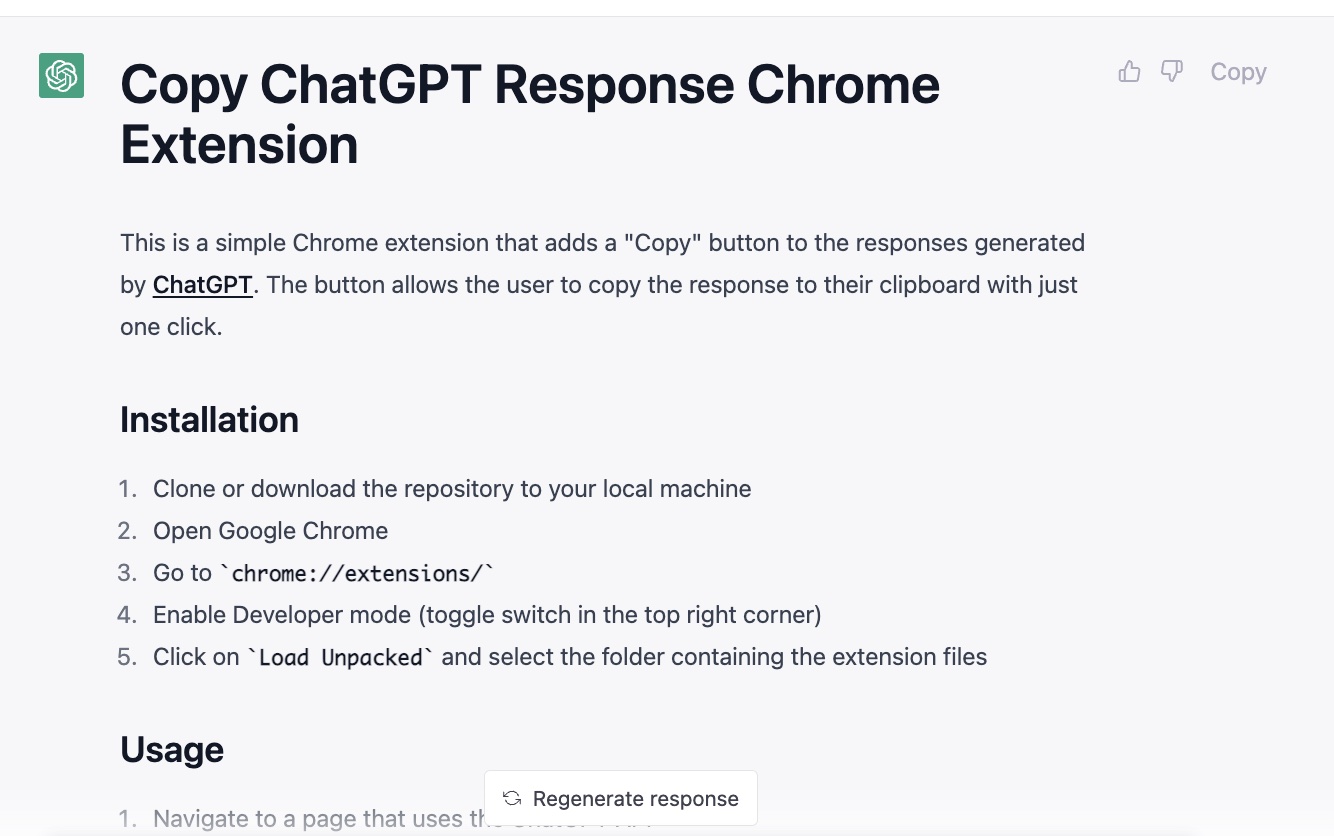 Copy ChatGPT Response Chrome
Extension
Copy
This is a simple Chrome extension that adds a "Copy" button to the responses generated
by ChatGPT. The button allows the user to copy the response to their clipboard with just
one click.
Installation
1. Clone or download the repository to your local machine
2. Open Google Chrome
3. Go to `chrome://extensions/`
4. Enable Developer mode (toggle switch in the top right corner)
5. Click on `Load Unpacked` and select the folder containing the extension files
Usage
Regenerate response
1. Navigate to a page that uses